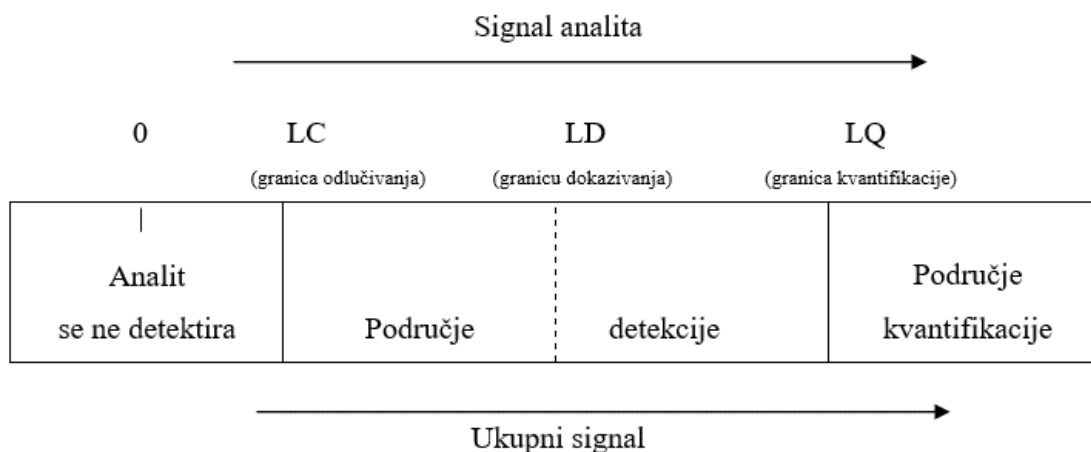 Signal analita
0 LC LD LQ
(granica odlučivanja) (granicu dokazivanja) (granica kvantifikacije)
Analit Područje
se ne detektira Područje detekcije kvantifikacije
Ukupni signal